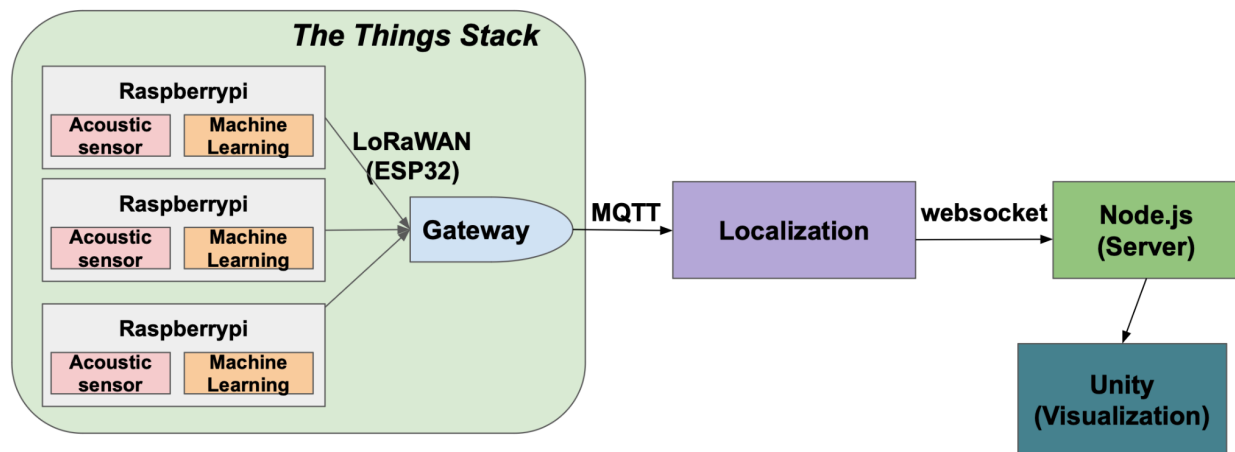 The Things Stack
Raspberrypi
Acoustic
sensor
Machine
Learning
LoRaWAN
(ESP32)
Raspberrypi
Acoustic
sensor
Machine
Learning
Raspberrypi
Acoustic
sensor
Machine
Learning
Gateway
MQTT
Localization
websocket
Node.js
(Server)
Unity
(Visualization)